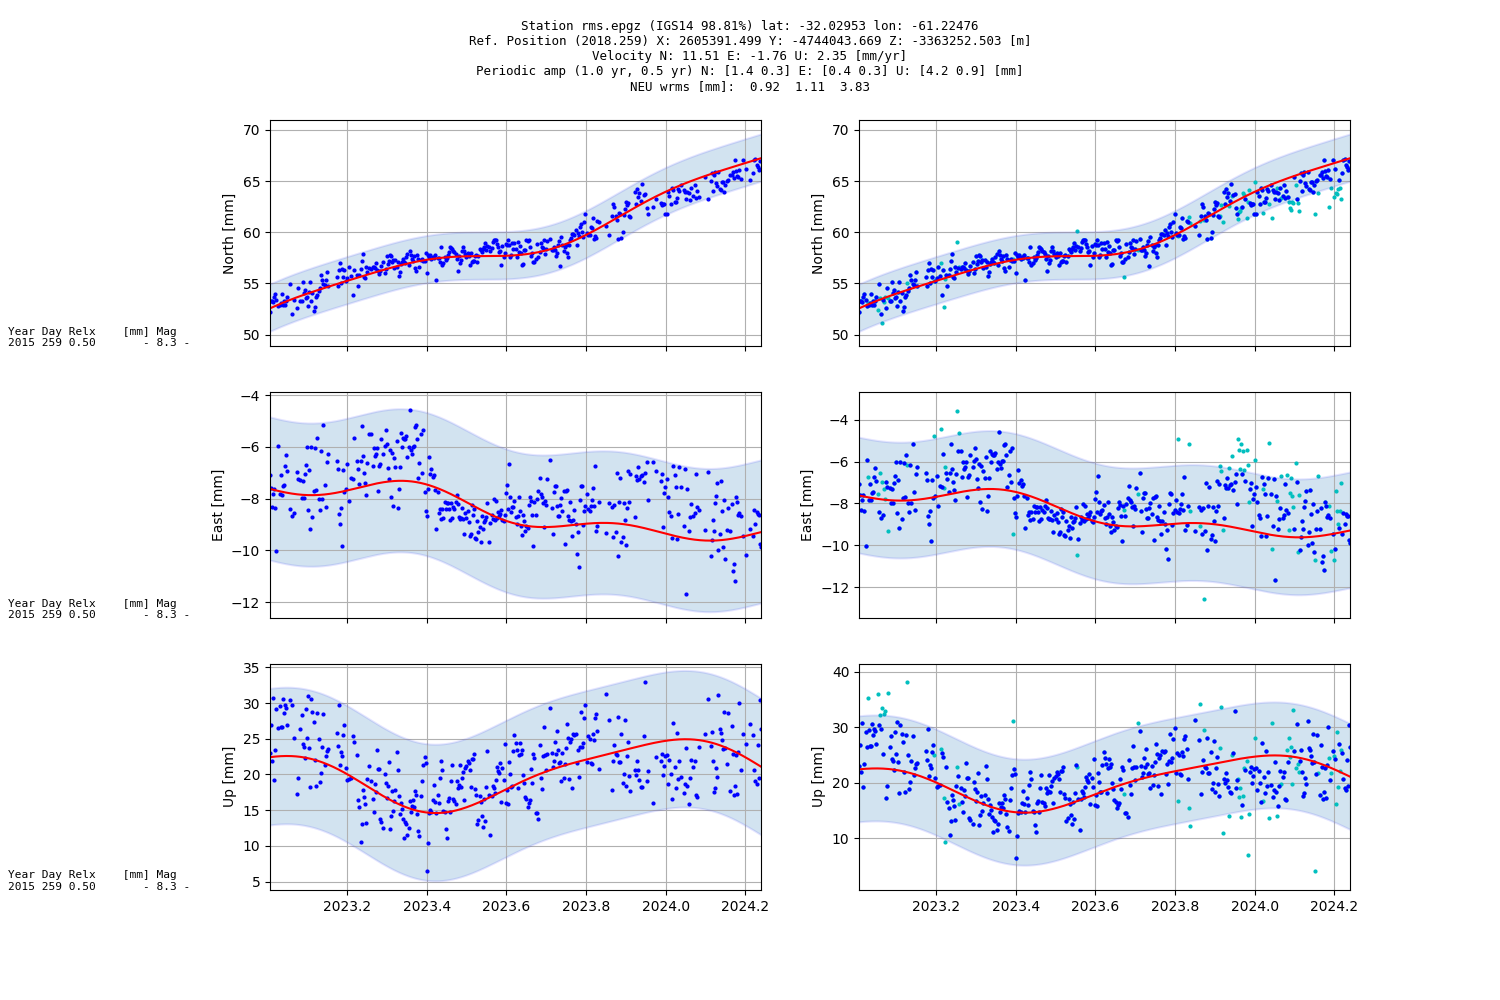 Station rms.epgz (IGS14 98.81%) lat: -32.02953 lon: -61.22476
Ref. Position (2018.259) X: 2605391.499 Y: -4744043.669 Z: -3363252.503 [m]
Velocity N: 11.51 E: -1.76 U: 2.35 [mm/yr]
Periodic amp (1.0 yr, 0.5 yr) N: [1.4 0.3] E: [0.4 0.3] U: [4.2 0.9] [mm]
NEU wrms [mm]:  0.92  1.11  3.83
North [mm]
70
65
60
55
50
North [mm]
70
65
60
55
50
Year Day Relx    [mm] Mag
2015 259 0.50       - 8.3 -
East [mm]
−4
−6
−8
−10
−12
East [mm]
−4
−6
−8
−10
−12
Year Day Relx    [mm] Mag
2015 259 0.50       - 8.3 -
Up [mm]
35
30
25
20
15
10
5
Up [mm]
40
30
20
10
Year Day Relx    [mm] Mag
2015 259 0.50       - 8.3 -
2023.2 2023.4 2023.6 2023.8 2024.0 2024.2
2023.2 2023.4 2023.6 2023.8 2024.0 2024.2